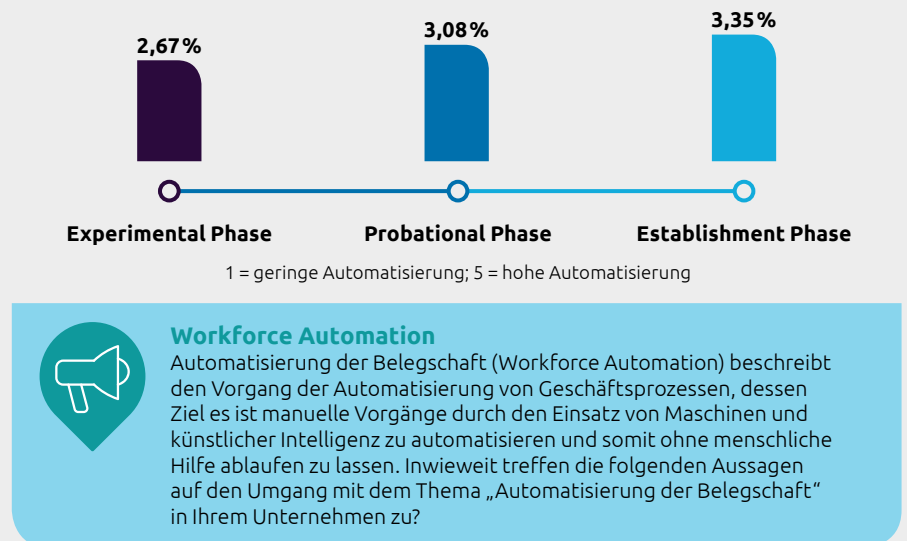 2,67 %
3,08 %
3,35 %
Experimental Phase
Probational Phase
Establishment Phase
1 = geringe Automatisierung; 5 = hohe Automatisierung
Workforce Automation
Automatisierung der Belegschaft (Workforce Automation) beschreibt
den Vorgang der Automatisierung von Geschäftsprozessen, dessen
Ziel es ist manuelle Vorgänge durch den Einsatz von Maschinen und
künstlicher Intelligenz zu automatisieren und somit ohne menschliche
Hilfe ablaufen zu lassen. Inwieweit treffen die folgenden Aussagen
auf den Umgang mit dem Thema „Automatisierung der Belegschaft“
in Ihrem Unternehmen zu?